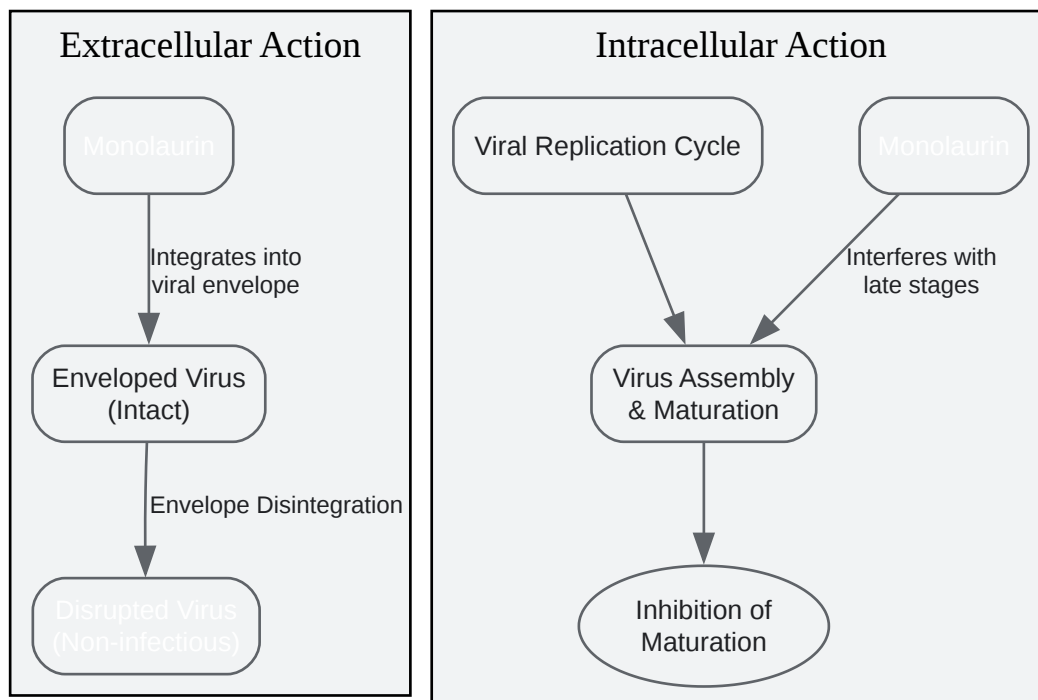 Extracellular Action
Monolaurin
Integrates into
viral envelope
Enveloped Virus
(Intact)
Envelope Disintegration
Disrupted Virus
(Non-infectious)
Intracellular Action
Viral Replication Cycle
Monolaurin
Interferes with
late stages
Virus Assembly
& Maturation
Inhibition of
Maturation